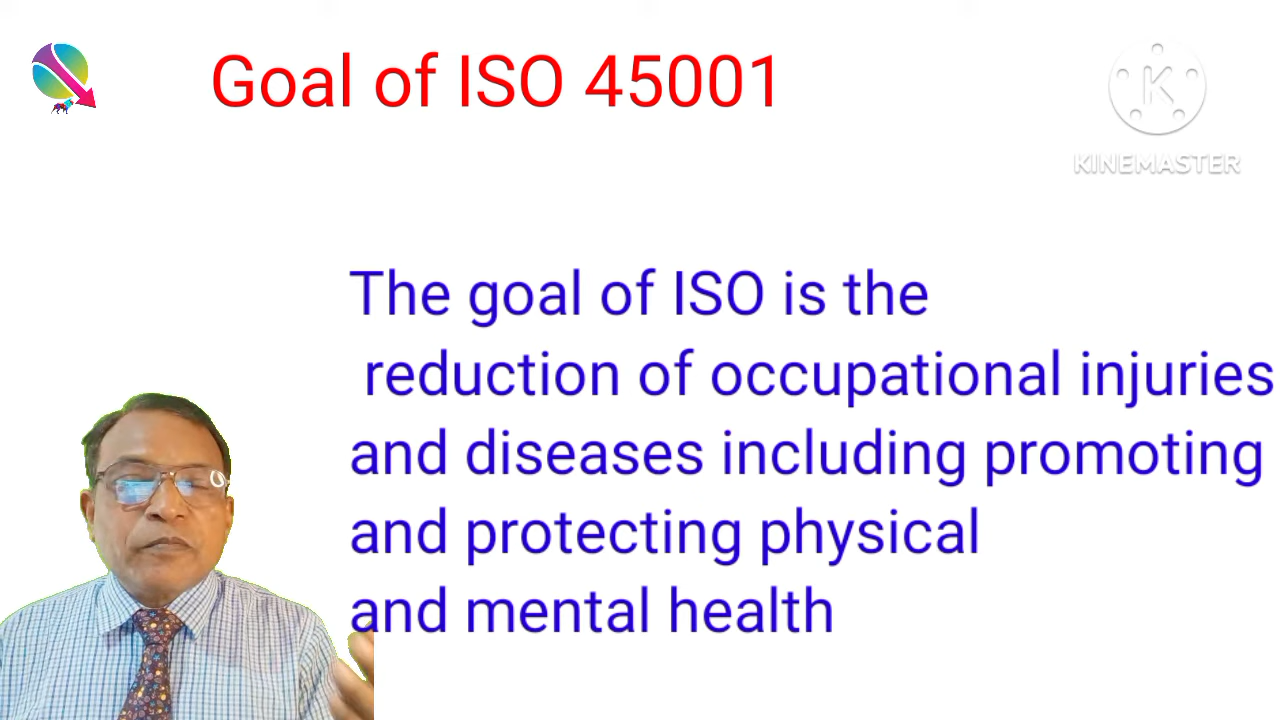 Goal of ISO 45001
K
KINEMASTER
The goal of ISO is the
reduction of occupational injuries
and diseases including promoting
and protecting physical
and mental health